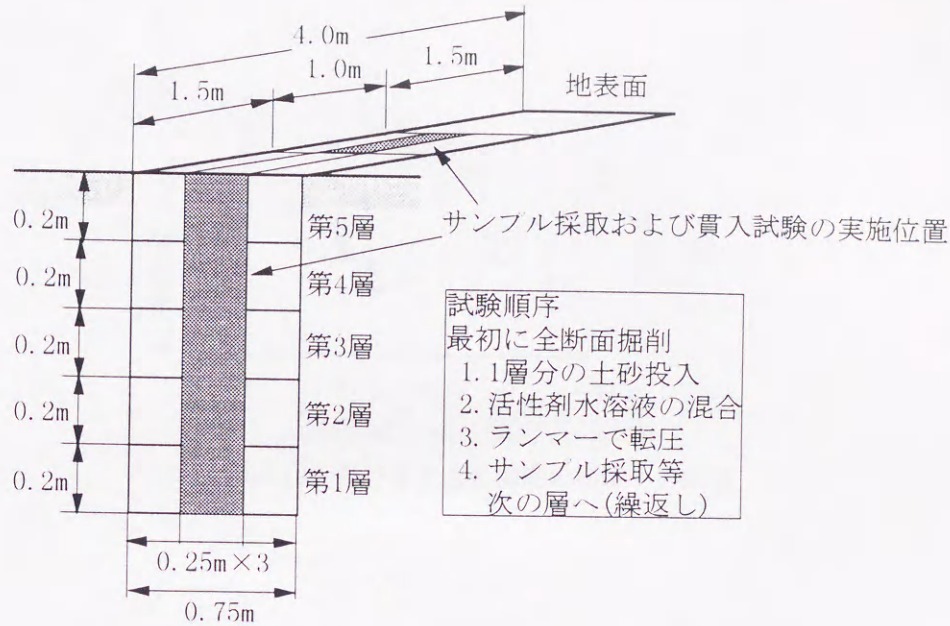 4.0m
1.5m
1.0m
1.5m
地表面
0.2m
第5層
サンプル採取および貫入試験の実施位置
0.2m
第4層
0.2m
第3層
0.2m
第2層
0.2m
第1層
0.25m×3
0.75m
試験順序
最初に全断面掘削
1. 1層分の土砂投入
2. 活性剤水溶液の混合
3. ランマーで転圧
4. サンプル採取等
次の層へ(繰返し)